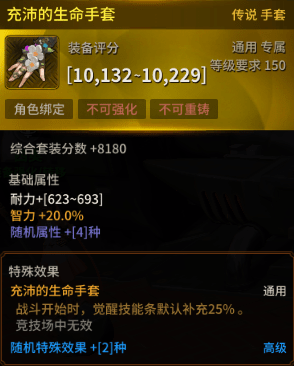 充沛的生命手套 传说 手套
装备评分 通用 专属
[10,132~10,229] 等级要求 150
角色绑定 不可强化 不可重铸
综合套装分数 +8180
基础属性
耐力+[623~693]
智力 +20.0%
随机属性 +[4]种
特殊效果
充沛的生命手套 通用
战斗开始时，觉醒技能条默认补充25% 。
竞技场中无效
随机特殊效果 +[2]种 高级